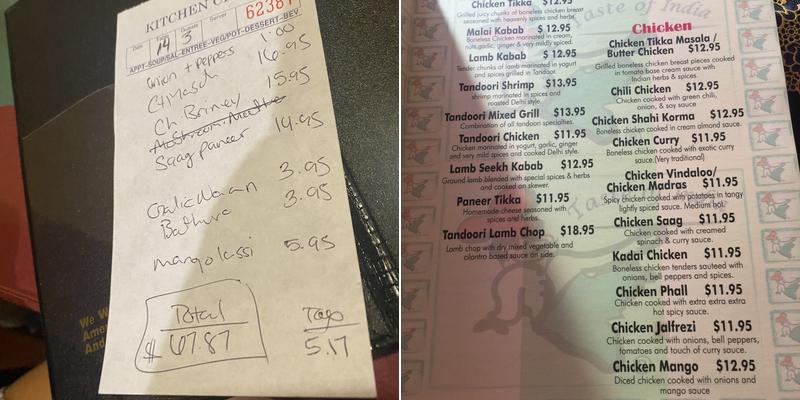 KITCHEN
62381
Date
Table
Guests
Server
14
3
APPT-SOUP/SAL-ENTREE-VEG/POT-DESSERT-BEV
onion + peppers 1.00
16.95
Ch. Briney 15.95
Saag paneer 14.95
Garlic Naan 3.95
Bathura 3.95
mango lassi 5.95
Total
$ 67.87
5.17
We W
Amer
And
Taste of India
Chicken Tikka $12.95
Grilled juicy chunks of boneless chicken breast
seasoned with heavenly spices and herbs
Malai Kabab $ 12.95
Boneless Chicken marinated in cream,
nuts,garlic, ginger & very mildly spiced.
Lamb Kabab $ 12.95
Tender chunks of lamb marinated in yogurt
and spices grilled in Tandoor.
Tandoori Shrimp $13.95
shrimp marinated in spices and
roasted Delhi style.
Tandoori Mixed Grill $13.95
Combination of all tandoori specialties.
Tandoori Chicken $11.95
Chicken marinated in yogurt, garlic, ginger
and very mild spices and cooked Delhi style.
Lamb Seekh Kabab $12.95
Ground lamb blended with special spices & herbs
and cooked on skewer.
Paneer Tikka $11.95
Homemade cheese seasoned with
spices and herbs.
Tandoori Lamb Chop $18.95
Lamb chop with dry mixed vegetable and
cilantro based sauce on side.
Chicken
Chicken Tikka Masala /
Butter Chicken $12.95
Grilled boneless chicken breast pieces cooked
in tomato base cream sauce with
Indian herbs & spices.
Chili Chicken $12.95
Chicken cooked with green chili,
onion, & soy sauce
Chicken Shahi Korma $12.95
Boneless chicken cooked in cream almond sauce.
Chicken Curry $11.95
Boneless chicken cooked with exotic curry
sauce.(Very traditional)
Chicken Vindaloo/
Chicken Madras $11.95
Spicy chicken cooked with potatoes in tangy
lightly spiced sauce. Medium hot.
Chicken Saag $11.95
Chicken cooked with creamed
spinach & curry sauce.
Kadai Chicken $11.95
Boneless chicken tenders sauteed with
onions, bell peppers and spices.
Chicken Phall $11.95
Chicken cooked with extra extra extra
hot spicy sauce.
Chicken Jalfrezi $11.95
Chicken cooked with onions, bell peppers,
tomatoes and touch of curry sauce.
Chicken Mango $12.95
Diced chicken cooked with onions and
mango sauce